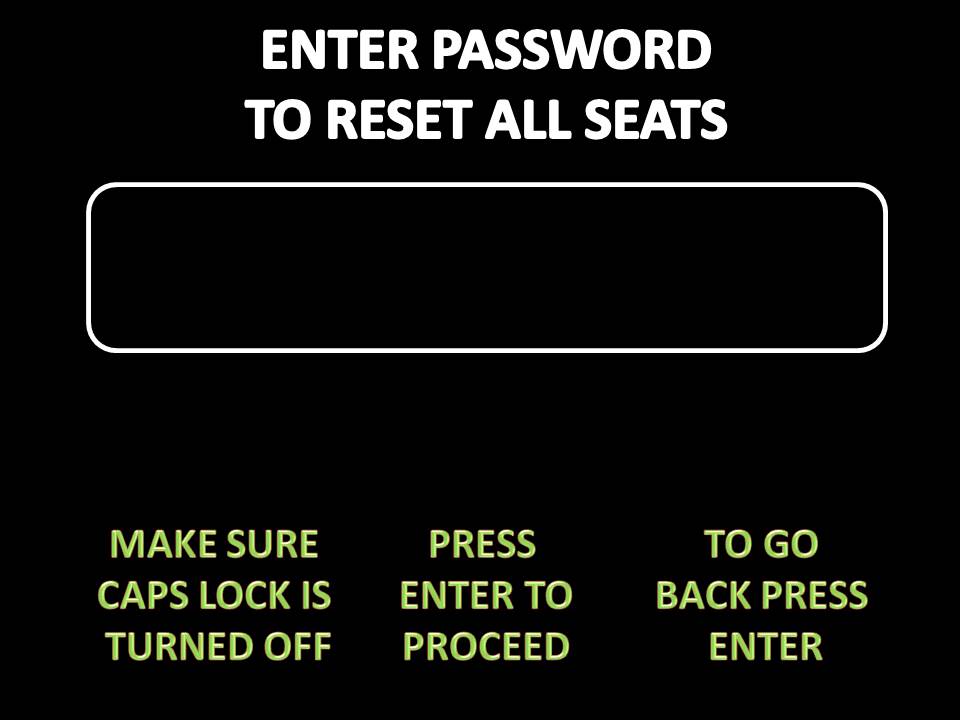 ENTER PASSWORD
TO RESET ALL SEATS
MAKE SURE
CAPS LOCK IS
TURNED OFF
PRESS
ENTER TO
PROCEED
TO GO
BACK PRESS
ENTER